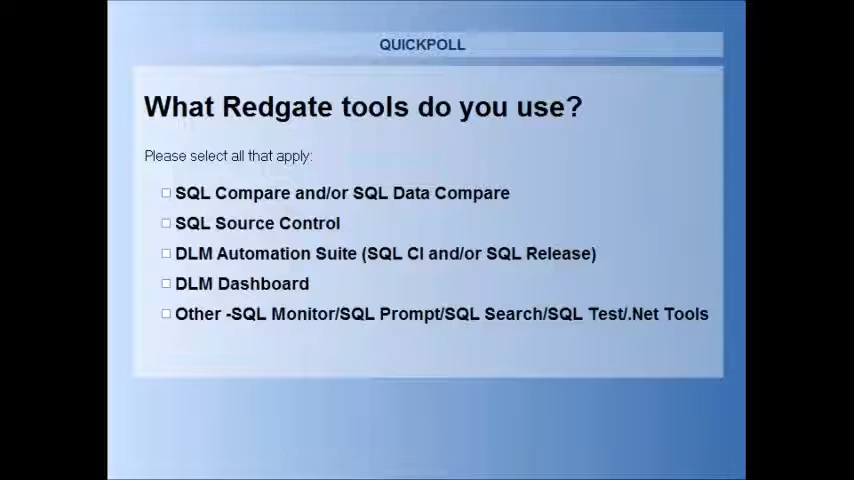 QUICKPOLL
What Redgate tools do you use?
Please select all that apply:
SQL Compare and/or SQL Data Compare
SQL Source Control
DLM Automation Suite (SQL CI and/or SQL Release)
DLM Dashboard
Other -SQL Monitor/SQL Prompt/SQL Search/SQL Test/.Net Tools